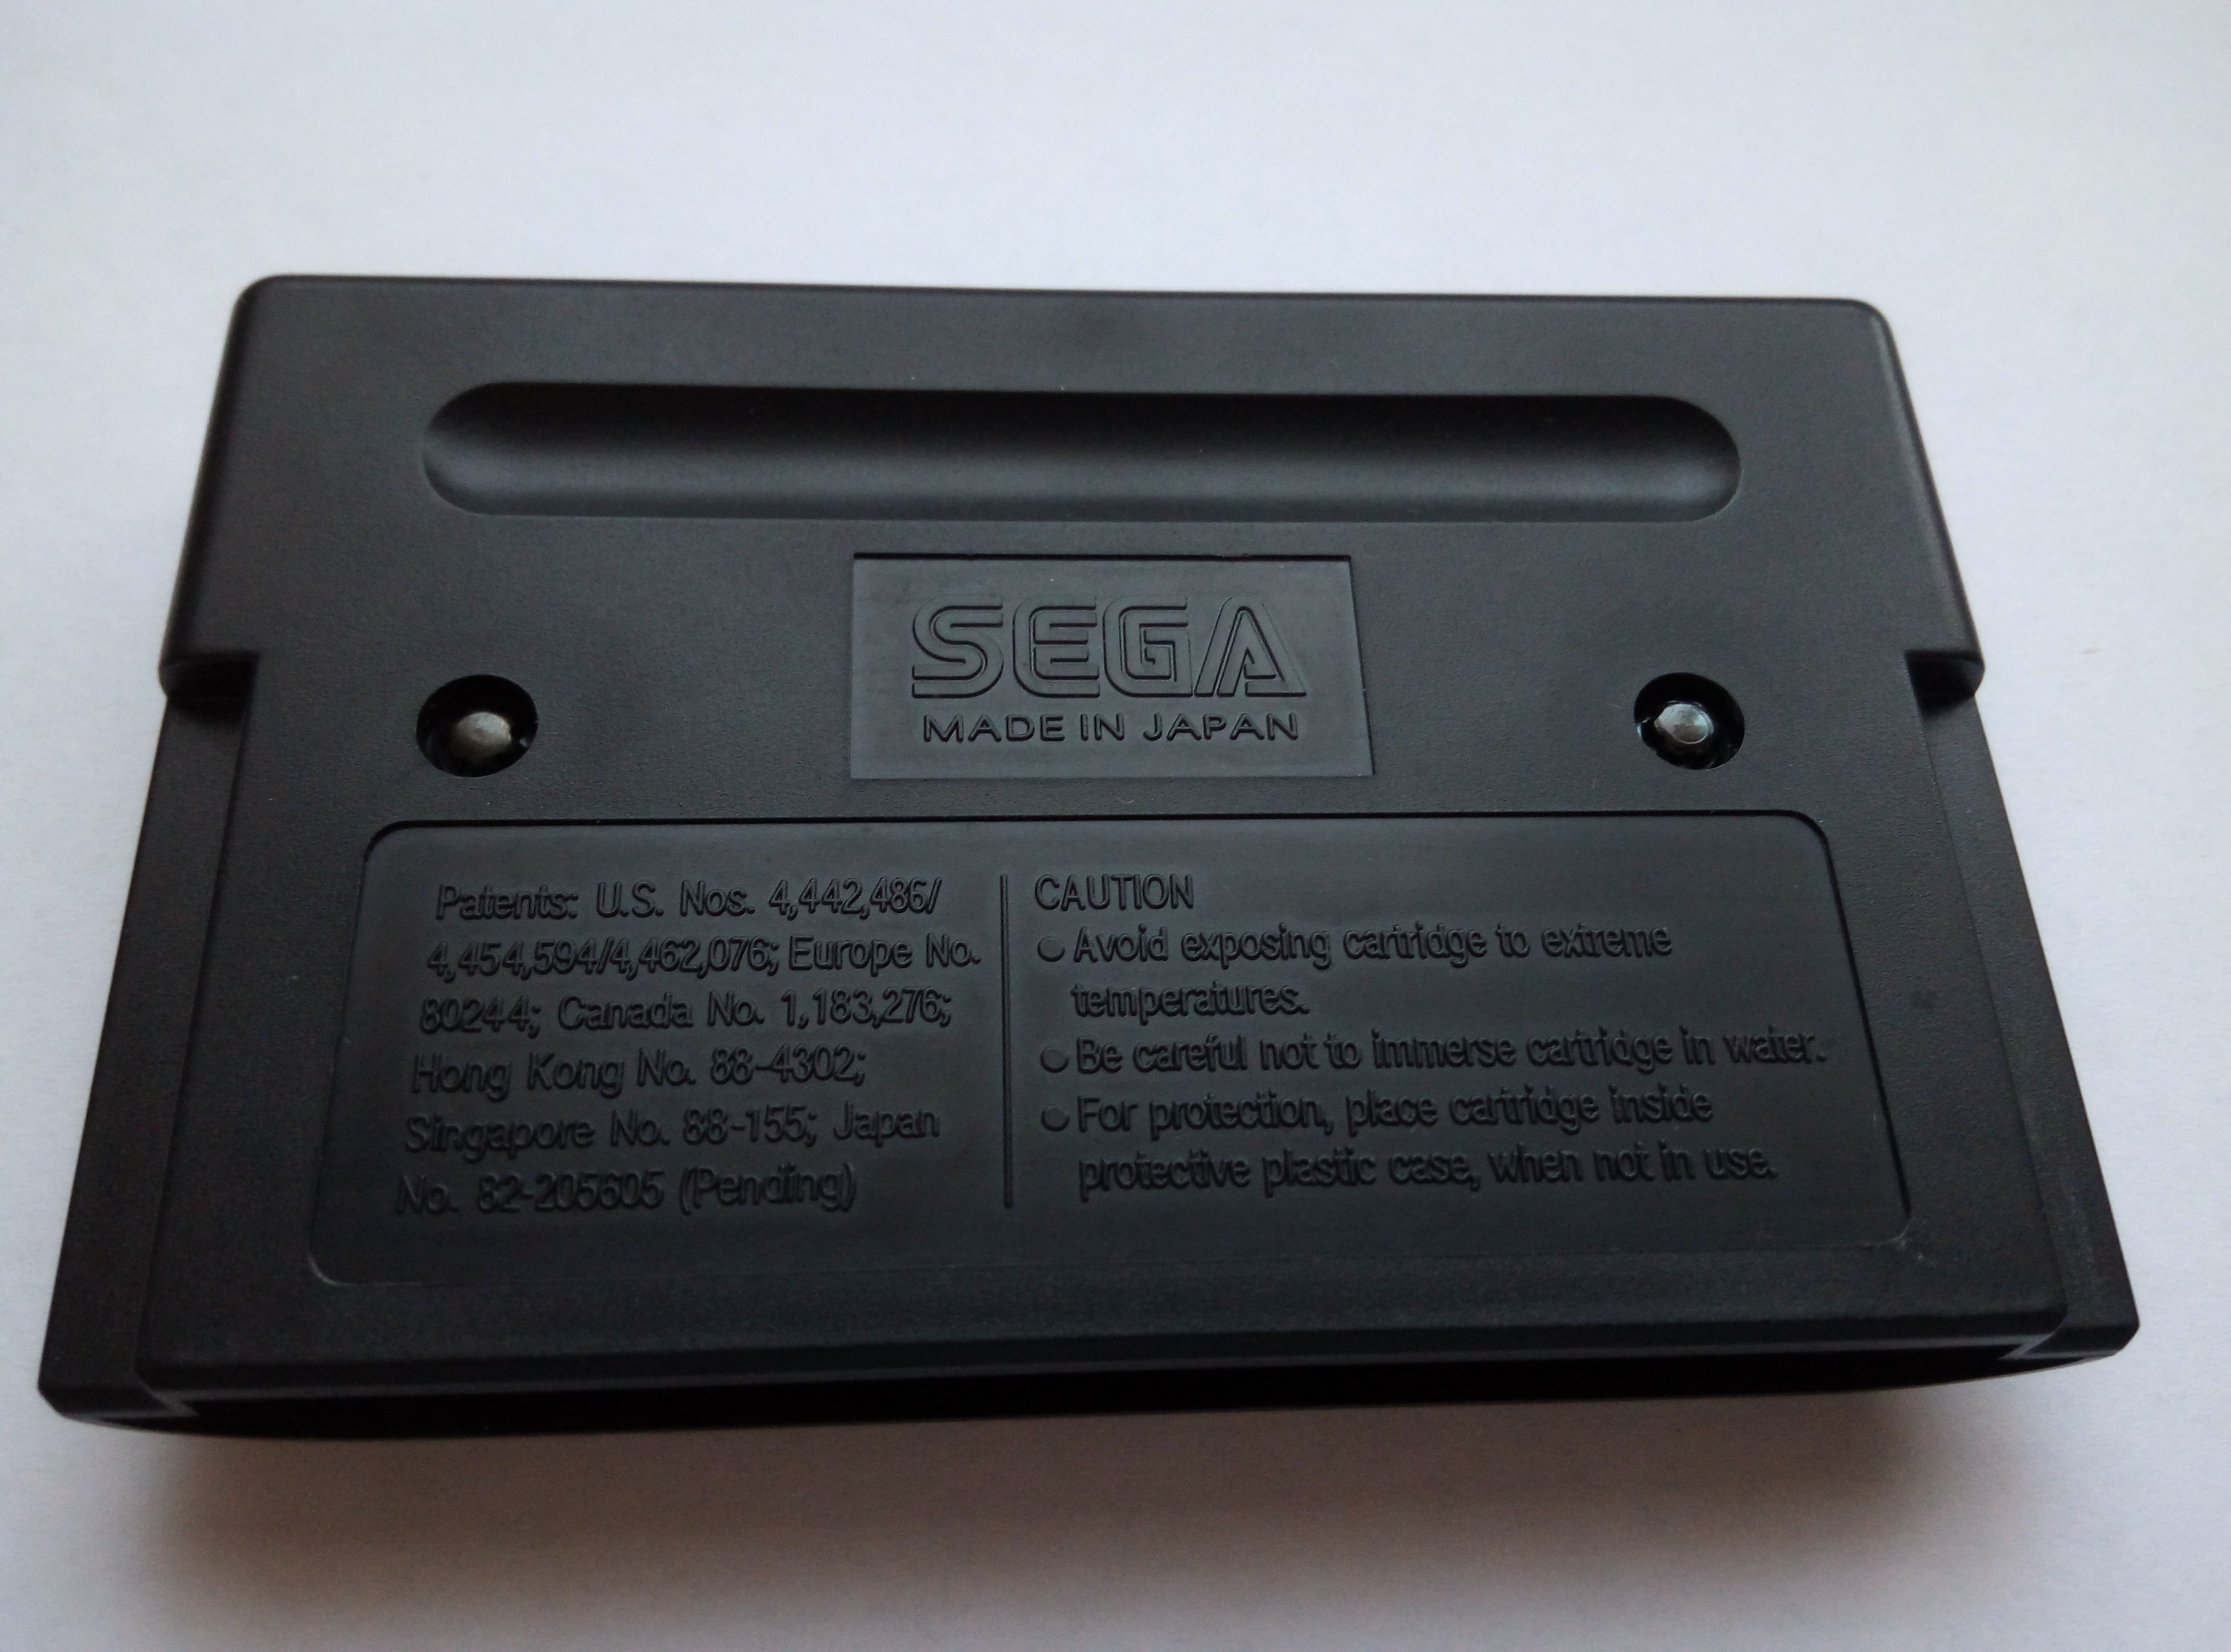 SEGA
MADE IN JAPAN
Patents: U.S. Nos. 4,442,486/
4,454,594/4,462,076; Europe No.
80244; Canada No. 1,183,276;
Hong Kong No. 88-4302;
Singapore No. 88-155; Japan
No. 82-205605 (Pending)
CAUTION
● Avoid exposing cartridge to extreme
temperatures.
● Be careful not to immerse cartridge in water.
● For protection, place cartridge inside
protective plastic case, when not in use.